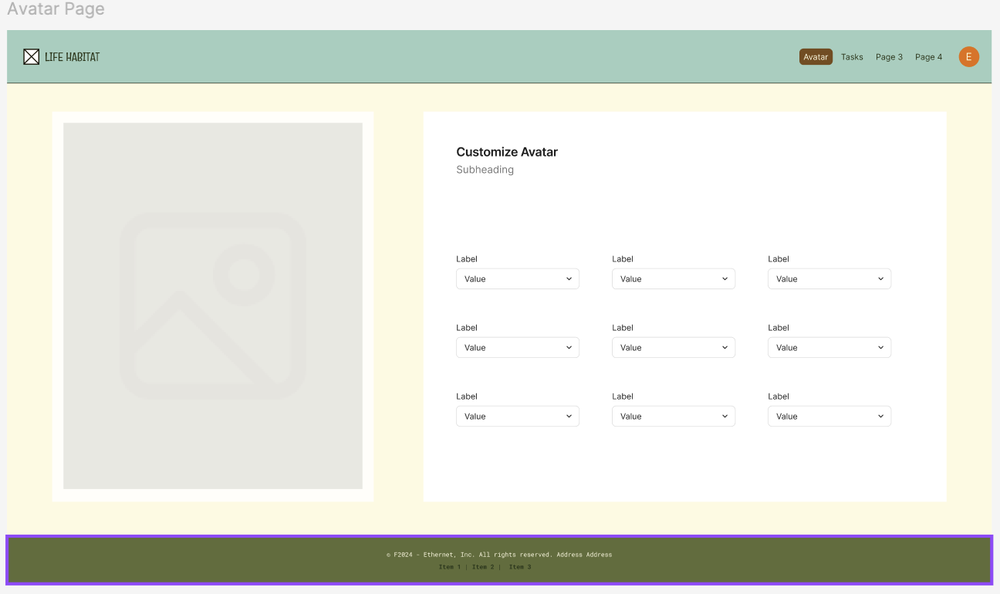 Avatar Page
LIFE HABITAT
Avatar Tasks Page 3 Page 4 E
Customize Avatar
Subheading
Label Label Label
Value Value Value
Label Label Label
Value Value Value
Label Label Label
Value Value Value
© F2024 - Ethernet, Inc. All rights reserved. Address Address
Item 1 | Item 2 | Item 3